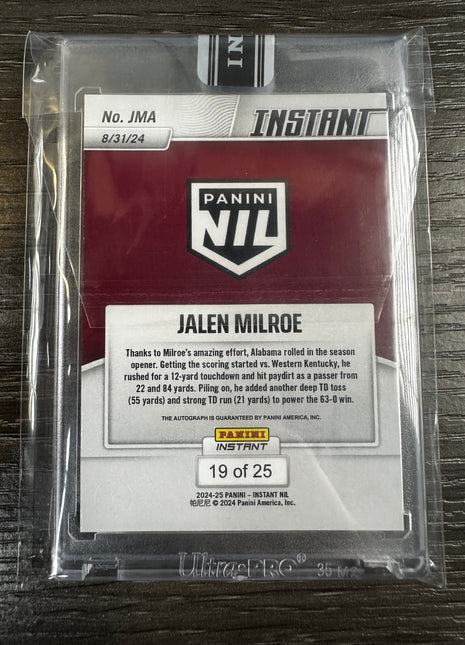 IN
No. JMA
INSTANT
8/31/24
PANINI
NIL
JALEN MILROE
Thanks to Milroe's amazing effort, Alabama rolled in the season
opener. Getting the scoring started vs. Western Kentucky, he
rushed for a 12-yard touchdown and hit paydirt as a passer from
22 and 84 yards. Piling on, he added another deep TD toss
(55 yards) and strong TD run (21 yards) to power the 63-0 win.
THE AUTOGRAPH IS GUARANTEED BY PANINI AMERICA, INC.
PANINI
INSTANT
19 of 25
2024-25 PANINI – INSTANT NIL
帕尼尼 © 2024 Panini America, Inc.
Ultra•PRO®